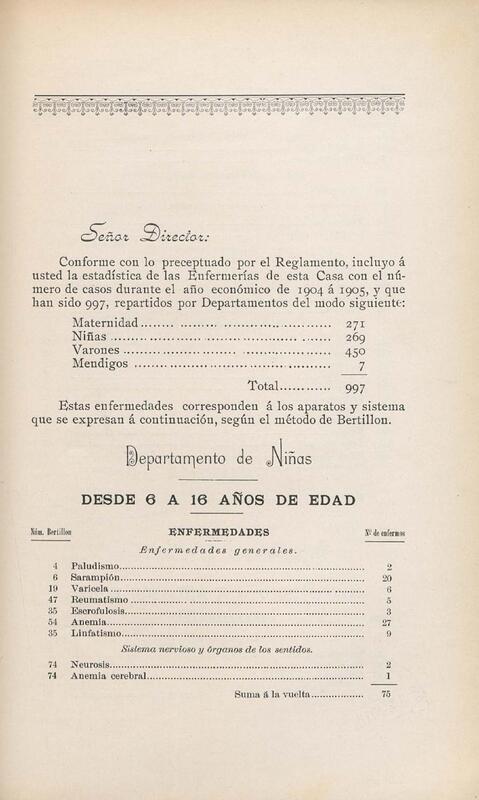 Señor Director:
Conforme con lo preceptuado por el Reglamento, incluyo á
usted la estadística de las Enfermerías de esta Casa con el nú-
mero de casos durante el año económico de 1904 á 1905, y que
han sido 997, repartidos por Departamentos del modo siguiente:
Maternidad........ 271
Niñas........ 269
Varones........ 450
Mendigos........ 7
Total........ 997
Estas enfermedades corresponden á los aparatos y sistema
que se expresan á continuación, según el método de Bertillon.
Departamento de Niñas
DESDE 6 A 16 AÑOS DE EDAD
Núm. Bertillon ENFERMEDADES N.º de enfermos
Enfermedades generales.
4 Paludismo........ 2
6 Sarampión........ 20
19 Varicela........ 6
47 Reumatismo........ 5
35 Escrofulosis........ 3
54 Anemia........ 27
35 Linfatismo........ 9
Sistema nervioso y órganos de los sentidos.
74 Neurosis........ 2
74 Anemia cerebral........ 1
Suma á la vuelta........ 75